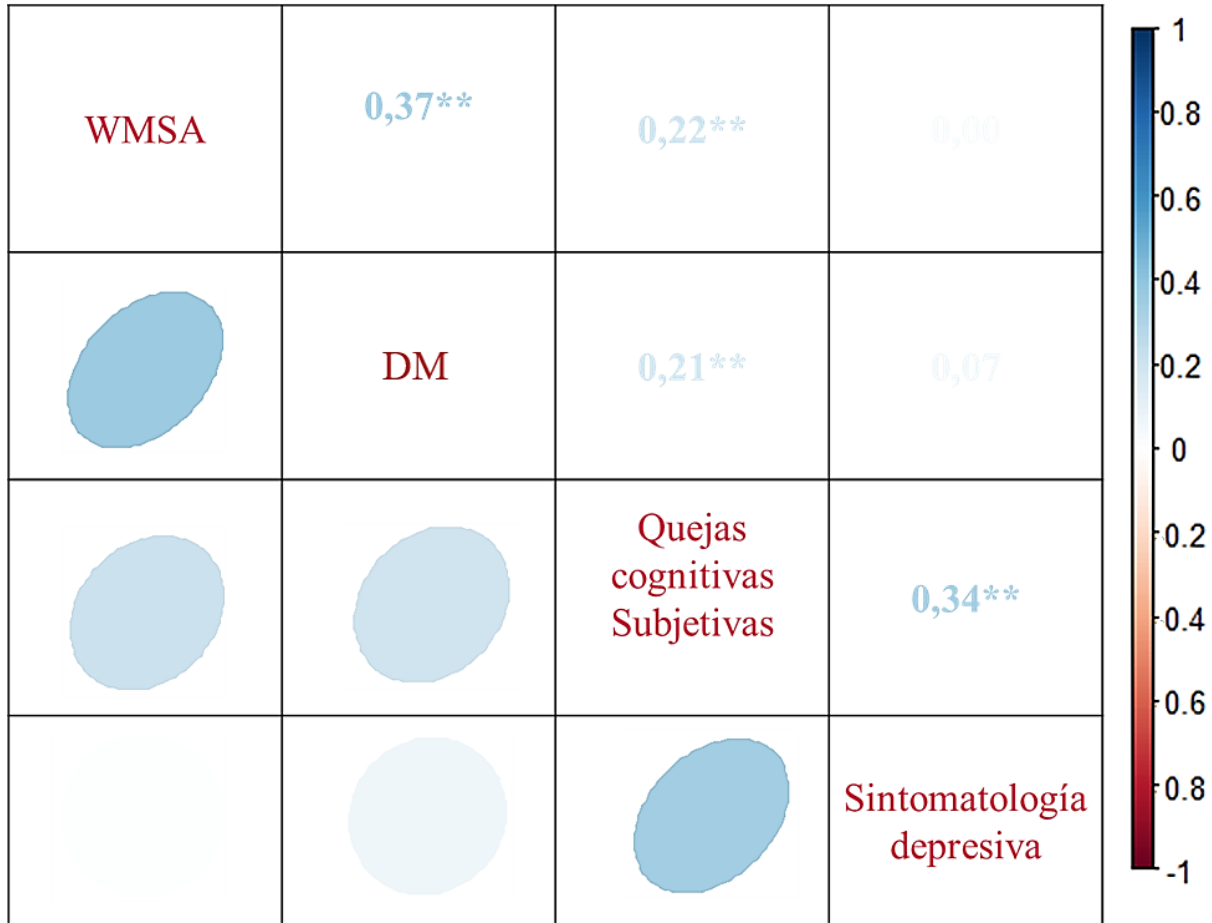 WMSA
0,37**
0,22**
0,00
DM
0,21**
0,07
Quejas
cognitivas
Subjetivas
0,34**
Sintomatología
depresiva
1
0.8
0.6
0.4
0.2
0
-0.2
-0.4
-0.6
-0.8
-1